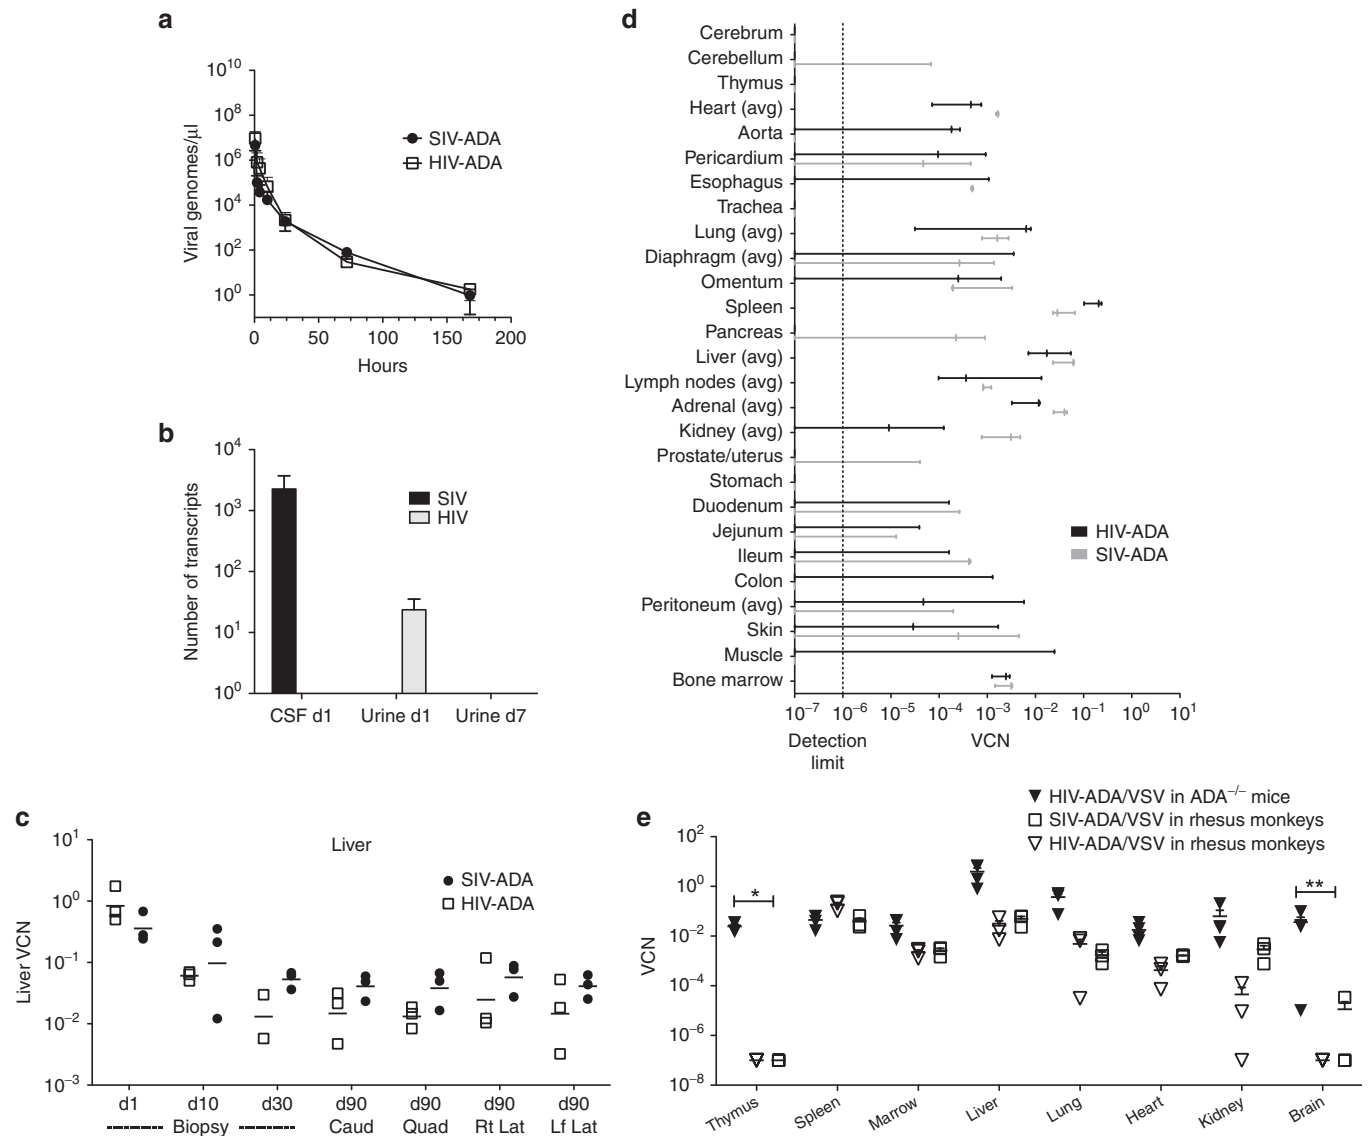 a
10^10
10^8
10^6
10^4
10^2
10^0
Viral genomes/µl
SIV-ADA
HIV-ADA
0 50 100 150 200
Hours
b
10^4
10^3
10^2
10^1
10^0
Number of transcripts
SIV
HIV
CSF d1 Urine d1 Urine d7
c
Liver
10^1
10^0
10^−1
10^−2
10^−3
Liver VCN
SIV-ADA
HIV-ADA
d1 d10 d30 d90 d90 d90 d90
Biopsy Caud Quad Rt Lat Lf Lat
d
Cerebrum
Cerebellum
Thymus
Heart (avg)
Aorta
Pericardium
Esophagus
Trachea
Lung (avg)
Diaphragm (avg)
Omentum
Spleen
Pancreas
Liver (avg)
Lymph nodes (avg)
Adrenal (avg)
Kidney (avg)
Prostate/uterus
Stomach
Duodenum
Jejunum
Ileum
Colon
Peritoneum (avg)
Skin
Muscle
Bone marrow
HIV-ADA
SIV-ADA
10^−7 10^−6 10^−5 10^−4 10^−3 10^−2 10^−1 10^0 10^1
Detection limit
VCN
e
HIV-ADA/VSV in ADA^−/− mice
SIV-ADA/VSV in rhesus monkeys
HIV-ADA/VSV in rhesus monkeys
10^2
10^0
10^−2
10^−4
10^−6
10^−8
VCN
*
**
Thymus Spleen Marrow Liver Lung Heart Kidney Brain